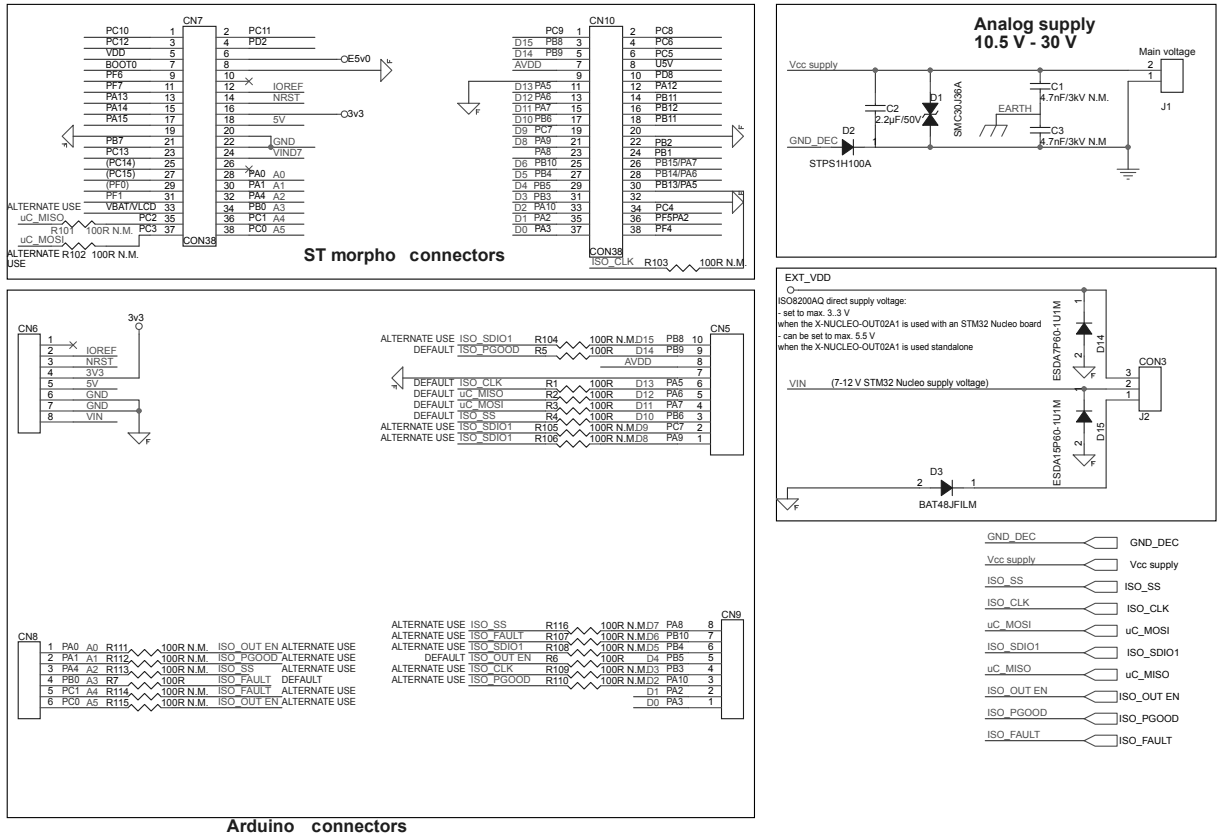 CN7
PC10 1 2 PC11
PC12 3 4 PD2
VDD 5 6 E5v0
BOOT0 7 8
PF6 9 10
PF7 11 12 IOREF
PA13 13 14 NRST
PA14 15 16 3v3
PA15 17 18 5V
19 20
PB7 21 22 GND
PC13 23 24 VIND7
(PC14) 25 26
(PC15) 27 28 PA0 A0
(PF0) 29 30 PA1 A1
PF1 31 32 PA4 A2
VBAT/VLCD 33 34 PB0 A3
PC2 35 36 PC1 A4
PC3 37 38 PC0 A5
CON38
F
ALTERNATE USE
uC_MISO
R101 100R N.M.
uC_MOSI
ALTERNATE USE
R102 100R N.M.
ST morpho connectors
CN10
PC9 1 2 PC8
D15 PB8 3 4 PC6
D14 PB9 5 6 PC5
AVDD 7 8 U5V
9 10 PD8
D13 PA5 11 12 PA12
D12 PA6 13 14 PB11
D11 PA7 15 16 PB12
D10 PB6 17 18 PB11
D9 PC7 19 20
D8 PA9 21 22 PB2
PA8 23 24 PB1
D6 PB10 25 26 PB15/PA7
D5 PB4 27 28 PB14/PA6
D4 PB5 29 30 PB13/PA5
D3 PB3 31 32
D2 PA10 33 34 PC4
D1 PA2 35 36 PF5PA2
D0 PA3 37 38 PF4
CON38
ISO_CLK R103 100R N.M.
Analog supply
10.5 V - 30 V
Main voltage
2
1
J1
Vcc supply
C2
2.2µF/50V
D1
SMC30J36A
EARTH
C1
4.7nF/3kV N.M.
C3
4.7nF/3kV N.M.
GND_DEC
D2
1
STPS1H100A
EXT_VDD
ISO8200AQ direct supply voltage:
- set to max. 3..3 V
when the X-NUCLEO-OUT02A1 is used with an STM32 Nucleo board
- can be set to max. 5.5 V
when the X-NUCLEO-OUT02A1 is used standalone
VIN (7-12 V STM32 Nucleo supply voltage)
ESDA7P60-1U1M
1
2
D14
F
ESDA15P60-1U1M
1
2
D15
F
CON3
3
2
1
J2
D3
2 1
BAT48JFILM
F
CN6
3v3
1
2 IOREF
3 NRST
4 3V3
5 5V
6 GND
7 GND
8 VIN
F
CN5
ALTERNATE USE ISO_SDIO1 R104 100R N.M. D15 PB8 10
DEFAULT ISO_PGOOD R5 100R D14 PB9 9
AVDD 8
7
DEFAULT ISO_CLK R1 100R D13 PA5 6
DEFAULT uC_MISO R2 100R D12 PA6 5
DEFAULT uC_MOSI R3 100R D11 PA7 4
DEFAULT ISO_SS R4 100R D10 PB6 3
ALTERNATE USE ISO_SDIO1 R105 100R N.M. D9 PC7 2
ALTERNATE USE ISO_SDIO1 R106 100R N.M. D8 PA9 1
CN8
1 PA0 A0 R111 100R N.M. ISO_OUT EN ALTERNATE USE
2 PA1 A1 R112 100R N.M. ISO_PGOOD ALTERNATE USE
3 PA4 A2 R113 100R N.M. ISO_SS ALTERNATE USE
4 PB0 A3 R7 100R ISO_FAULT DEFAULT
5 PC1 A4 R114 100R N.M. ISO_FAULT ALTERNATE USE
6 PC0 A5 R115 100R N.M. ISO_OUT EN ALTERNATE USE
CN9
ALTERNATE USE ISO_SS R116 100R N.M. D7 PA8 8
ALTERNATE USE ISO_FAULT R107 100R N.M. D6 PB10 7
ALTERNATE USE ISO_SDIO1 R108 100R N.M. D5 PB4 6
DEFAULT ISO_OUT EN R6 100R D4 PB5 5
ALTERNATE USE ISO_CLK R109 100R N.M. D3 PB3 4
ALTERNATE USE ISO_PGOOD R110 100R N.M. D2 PA10 3
D1 PA2 2
D0 PA3 1
GND_DEC GND_DEC
Vcc supply Vcc supply
ISO_SS ISO_SS
ISO_CLK ISO_CLK
uC_MOSI uC_MOSI
ISO_SDIO1 ISO_SDIO1
uC_MISO uC_MISO
ISO_OUT EN ISO_OUT EN
ISO_PGOOD ISO_PGOOD
ISO_FAULT ISO_FAULT
Arduino connectors